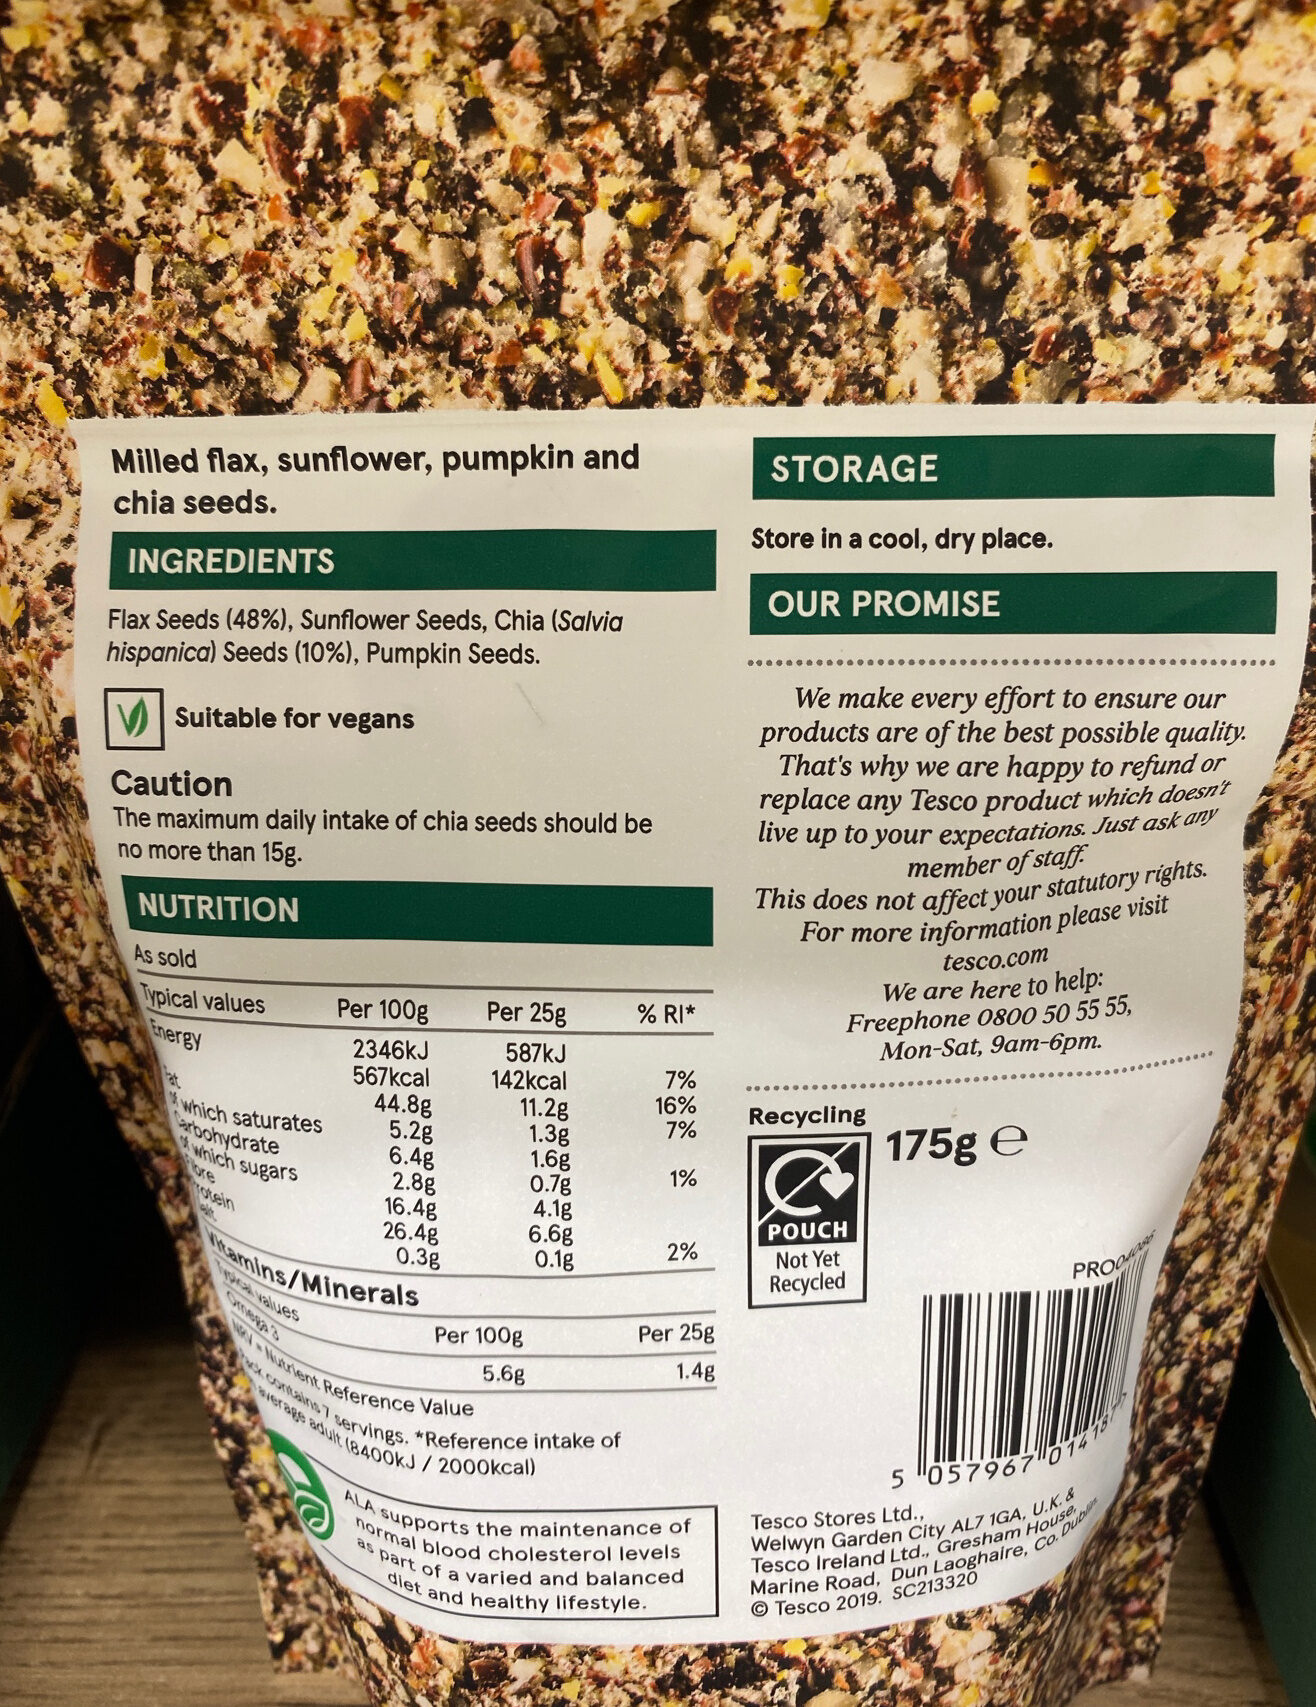 Milled flax, sunflower, pumpkin and
chia seeds.
INGREDIENTS
Flax Seeds (48%), Sunflower Seeds, Chia (Salvia
hispanica) Seeds (10%), Pumpkin Seeds.
Suitable for vegans
Caution
The maximum daily intake of chia seeds should be
no more than 15g.
NUTRITION
As sold
Typical values Per 100g Per 25g % RI*
Energy 2346kJ 587kJ
567kcal 142kcal 7%
Fat 44.8g 11.2g 16%
of which saturates 5.2g 1.3g 7%
Carbohydrate 6.4g 1.6g
of which sugars 2.8g 0.7g 1%
Fibre 16.4g 4.1g
Protein 26.4g 6.6g
Salt 0.3g 0.1g 2%
Vitamins/Minerals
Typical values Per 100g Per 25g
Omega 3 5.6g 1.4g
NRV = Nutrient Reference Value
Pack contains 7 servings. *Reference intake of
average adult (8400kJ / 2000kcal)
ALA supports the maintenance of
normal blood cholesterol levels
as part of a varied and balanced
diet and healthy lifestyle.
STORAGE
Store in a cool, dry place.
OUR PROMISE
We make every effort to ensure our
products are of the best possible quality.
That's why we are happy to refund or
replace any Tesco product which doesn't
live up to your expectations. Just ask any
member of staff.
This does not affect your statutory rights.
For more information please visit
tesco.com
We are here to help:
Freephone 0800 50 55 55,
Mon-Sat, 9am-6pm.
Recycling
175g ℮
POUCH
Not Yet
Recycled
Tesco Stores Ltd.,
Welwyn Garden City AL7 1GA, U.K. &
Tesco Ireland Ltd., Gresham House,
Marine Road, Dun Laoghaire, Co. Dublin.
© Tesco 2019. SC213320